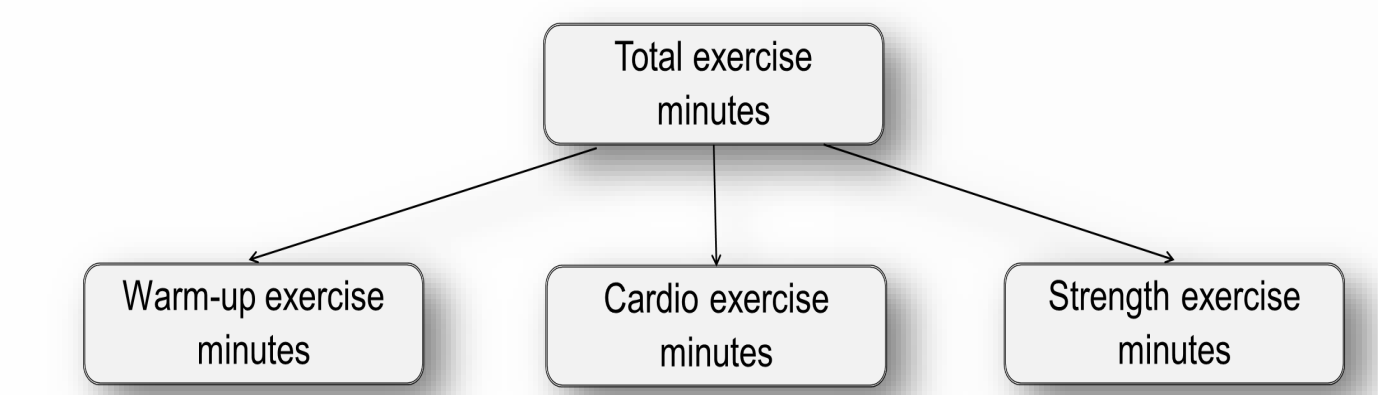 Total exercise
minutes
Warm-up exercise
minutes
Cardio exercise
minutes
Strength exercise
minutes